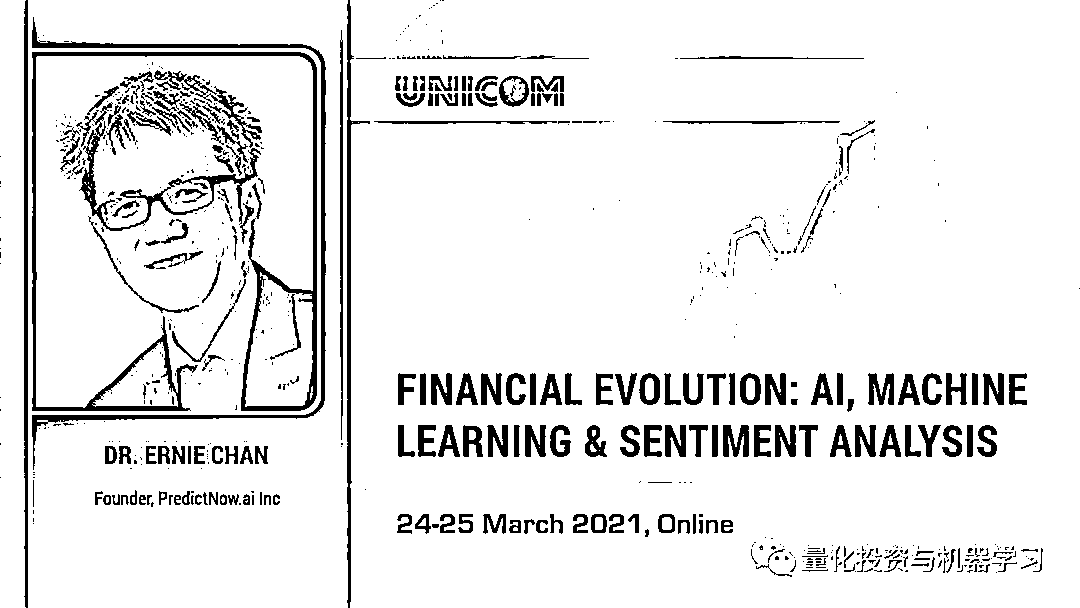 UNICOM
DR. ERNIE CHAN
Founder, PredictNow.ai Inc
FINANCIAL EVOLUTION: AI, MACHINE
LEARNING & SENTIMENT ANALYSIS
24-25 March 2021, Online
量化投资与机器学习